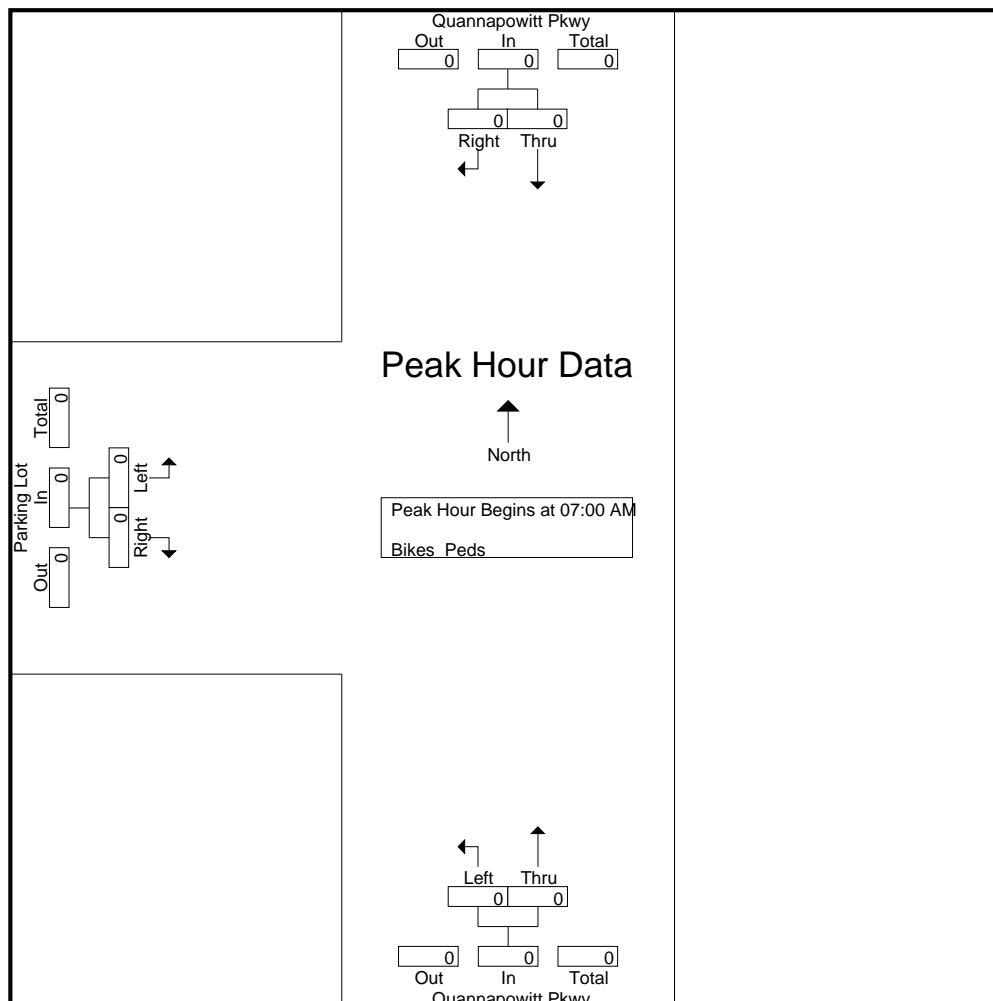 Quannapowitt Pkwy
Out In Total
0 0 0
0 0
Right Thru
Peak Hour Data
North
Peak Hour Begins at 07:00 AM
Bikes Peds
Parking Lot
Out In Total
0 0 0
0 0
Right Left
Left Thru
0 0
0 0 0
Out In Total
Quannapowitt Pkwy